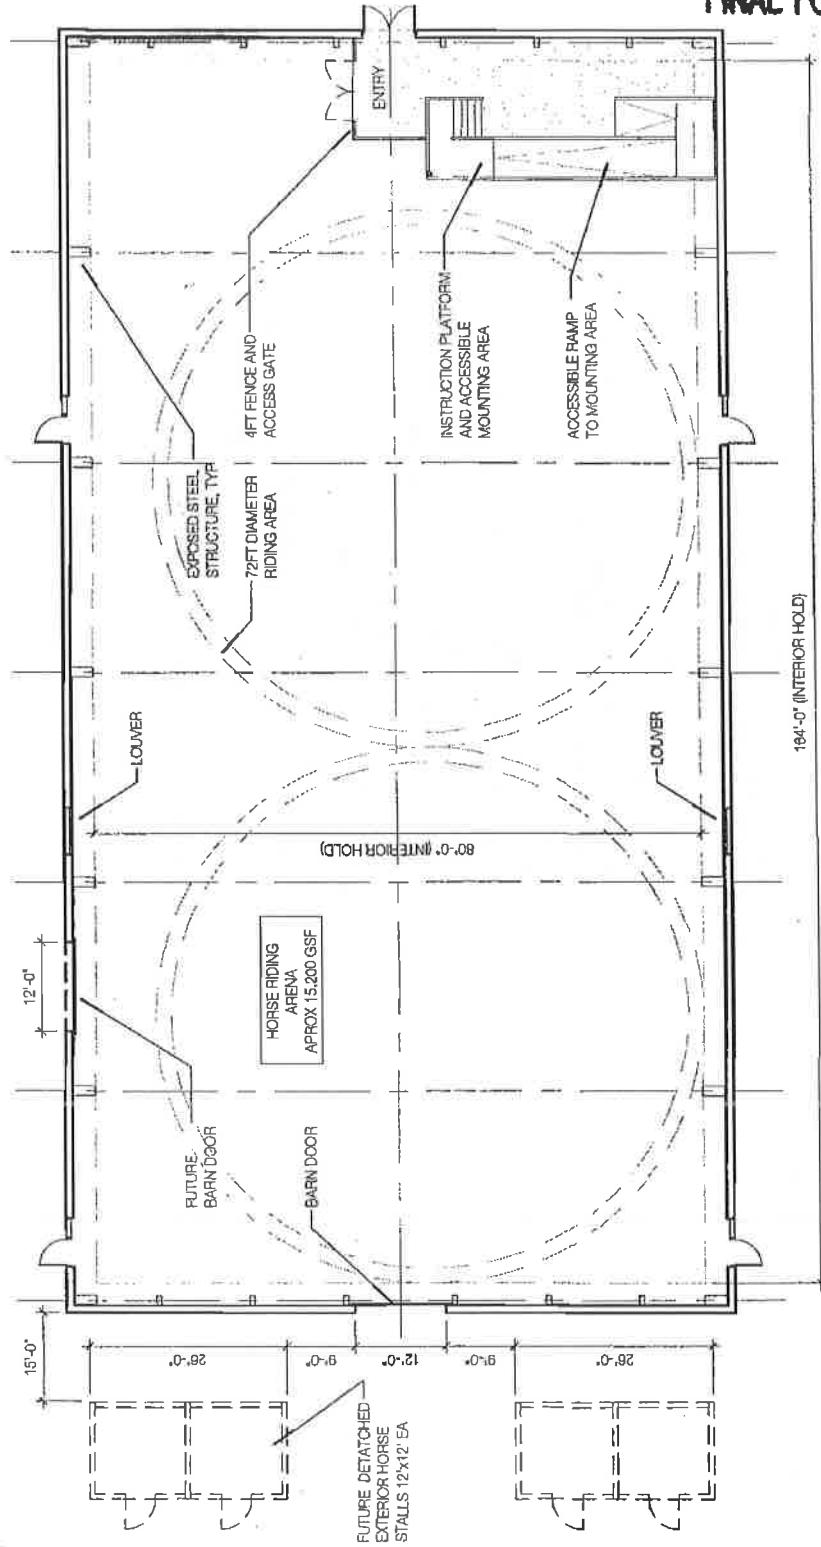 FINAL
ENTRY
4FT FENCE AND
ACCESS GATE
INSTRUCTION PLATFORM
AND ACCESSIBLE
MOUNTING AREA
ACCESSIBLE RAMP
TO MOUNTING AREA
EXPOSED STEEL
STRUCTURE, TYP
72FT DIAMETER
RIDING AREA
LOUVER
LOUVER
80'-0" (INTERIOR HOLD)
164'-0" (INTERIOR HOLD)
12'-0"
HORSE RIDING
ARENA
APROX 15,200 GSF
FUTURE
BARN DOOR
BARN DOOR
15'-0"
26'-0"
9'-0"
12'-0"
9'-0"
26'-0"
FUTURE DETATCHED
EXTERIOR HORSE
STALLS 12'x12' EA